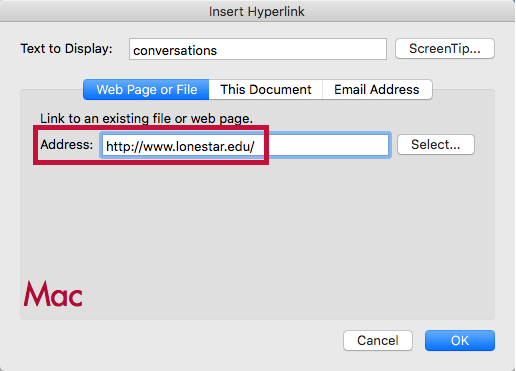 Insert Hyperlink
Text to Display: conversations ScreenTip...
Web Page or File This Document Email Address
Link to an existing file or web page.
Address: http://www.lonestar.edu/ Select...
Mac
Cancel OK